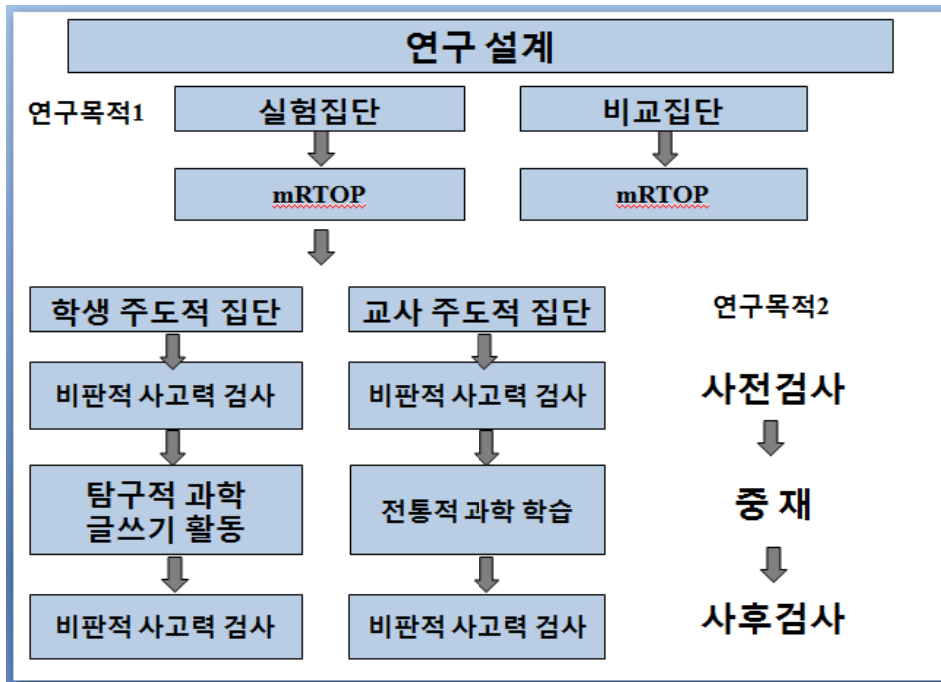 연구 설계
연구목적1
실험집단
비교집단
mRTOP
mRTOP
학생 주도적 집단
교사 주도적 집단
연구목적2
비판적 사고력 검사
비판적 사고력 검사
사전검사
탐구적 과학
글쓰기 활동
전통적 과학 학습
중 재
비판적 사고력 검사
비판적 사고력 검사
사후검사